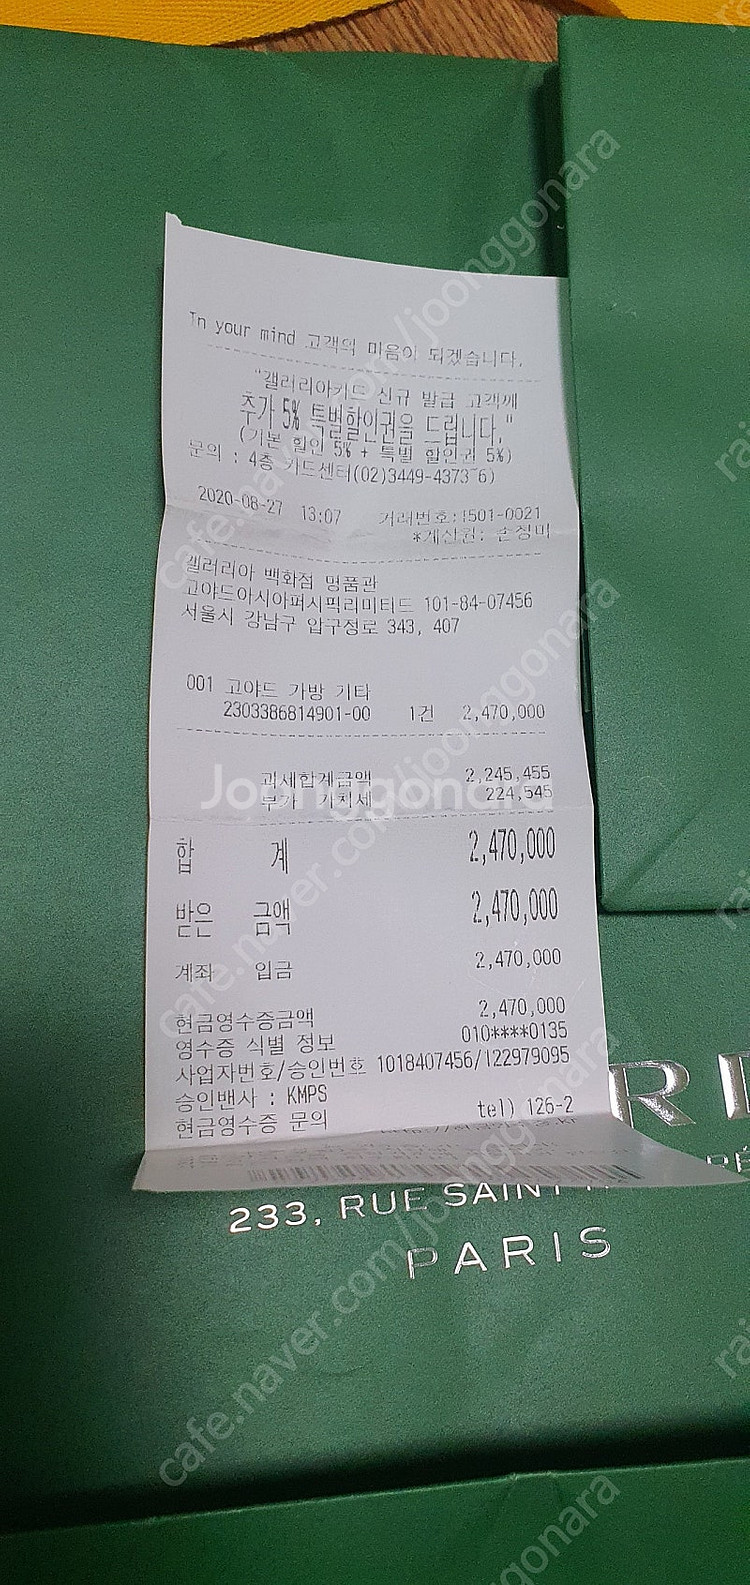 In your mind 고객의 마음이 되겠습니다.
"갤러리아카드 신규 발급 고객께
추가 5% 특별할인권을 드립니다."
(기본 할인 5% + 특별 할인권 5%)
문의 : 4층 카드센터(02)3449-4373~6)
2020-08-27 13:07 거래번호:1501-0021
*계산원: 손정미
갤러리아 백화점 명품관
고야드아시아퍼시픽리미티드 101-84-07456
서울시 강남구 압구정로 343, 407
001 고야드 가방 기타
2303386814901-00 1건 2,470,000
과세합계금액 2,245,455
부가 가치세 224,545
Joonggonara
합 계 2,470,000
받은 금액 2,470,000
계좌 입금 2,470,000
현금영수증금액 2,470,000
영수증 식별 정보 010****0135
사업자번호/승인번호 1018407456/122979095
승인밴사 : KMPS
현금영수증 문의 tel) 126-2
233, RUE SAINT
PARIS
cafe.naver.com/joonggonara
cafe.naver.com/joonggonara
cafe.naver.com/joonggonara